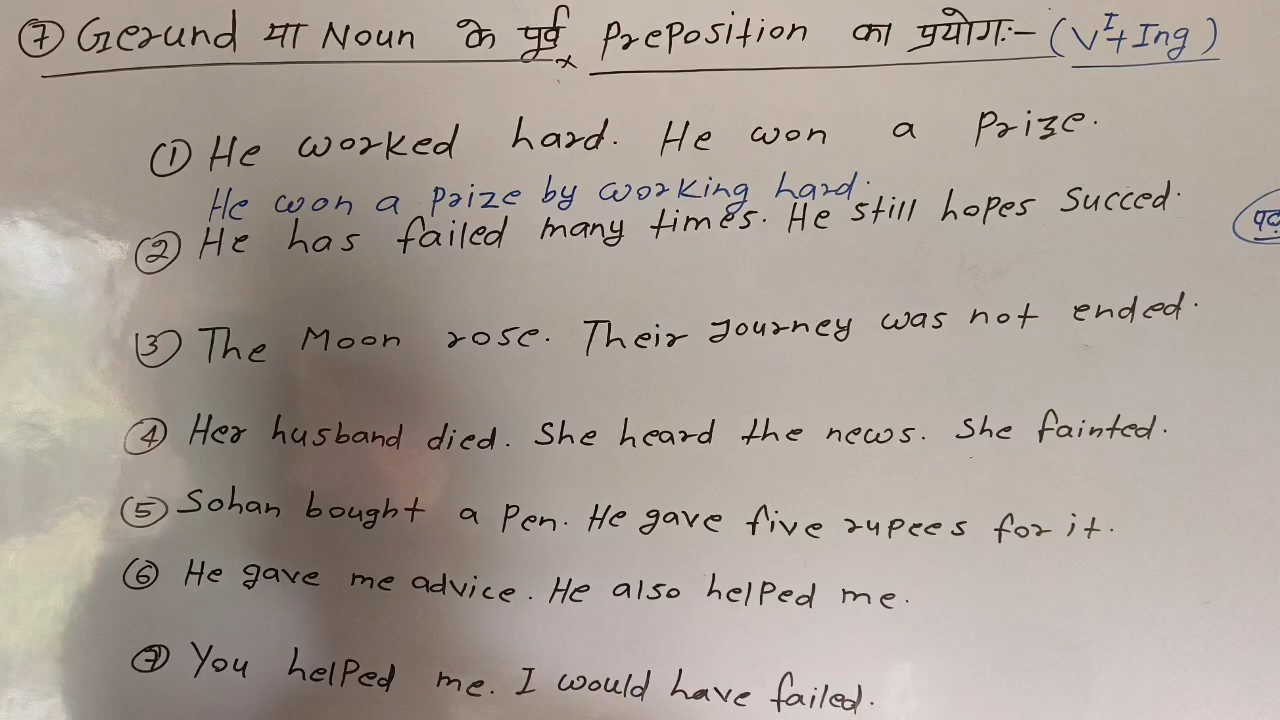 ⑦ Gerund या Noun के पूर्व Preposition का प्रयोगः- (V^I + Ing)
① He worked hard. He won a Prize.
He won a prize by working hard.
② He has failed many times. He still hopes Succed.
③ The Moon rose. Their Journey was not ended.
④ Her husband died. She heard the news. She fainted.
⑤ Sohan bought a Pen. He gave five rupees for it.
⑥ He gave me advice. He also helped me.
⑦ You helped me. I would have failed.